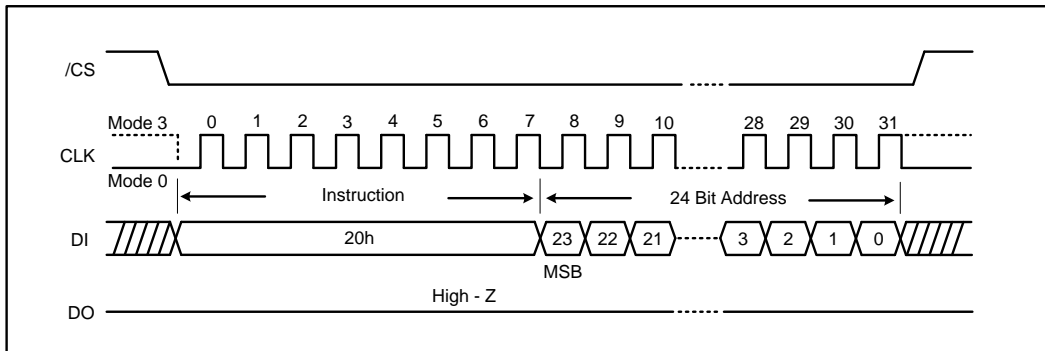 /CS
Mode 3 0 1 2 3 4 5 6 7 8 9 10 28 29 30 31
CLK
Mode 0
Instruction 24 Bit Address
DI 20h 23 22 21 3 2 1 0
MSB
High - Z
DO